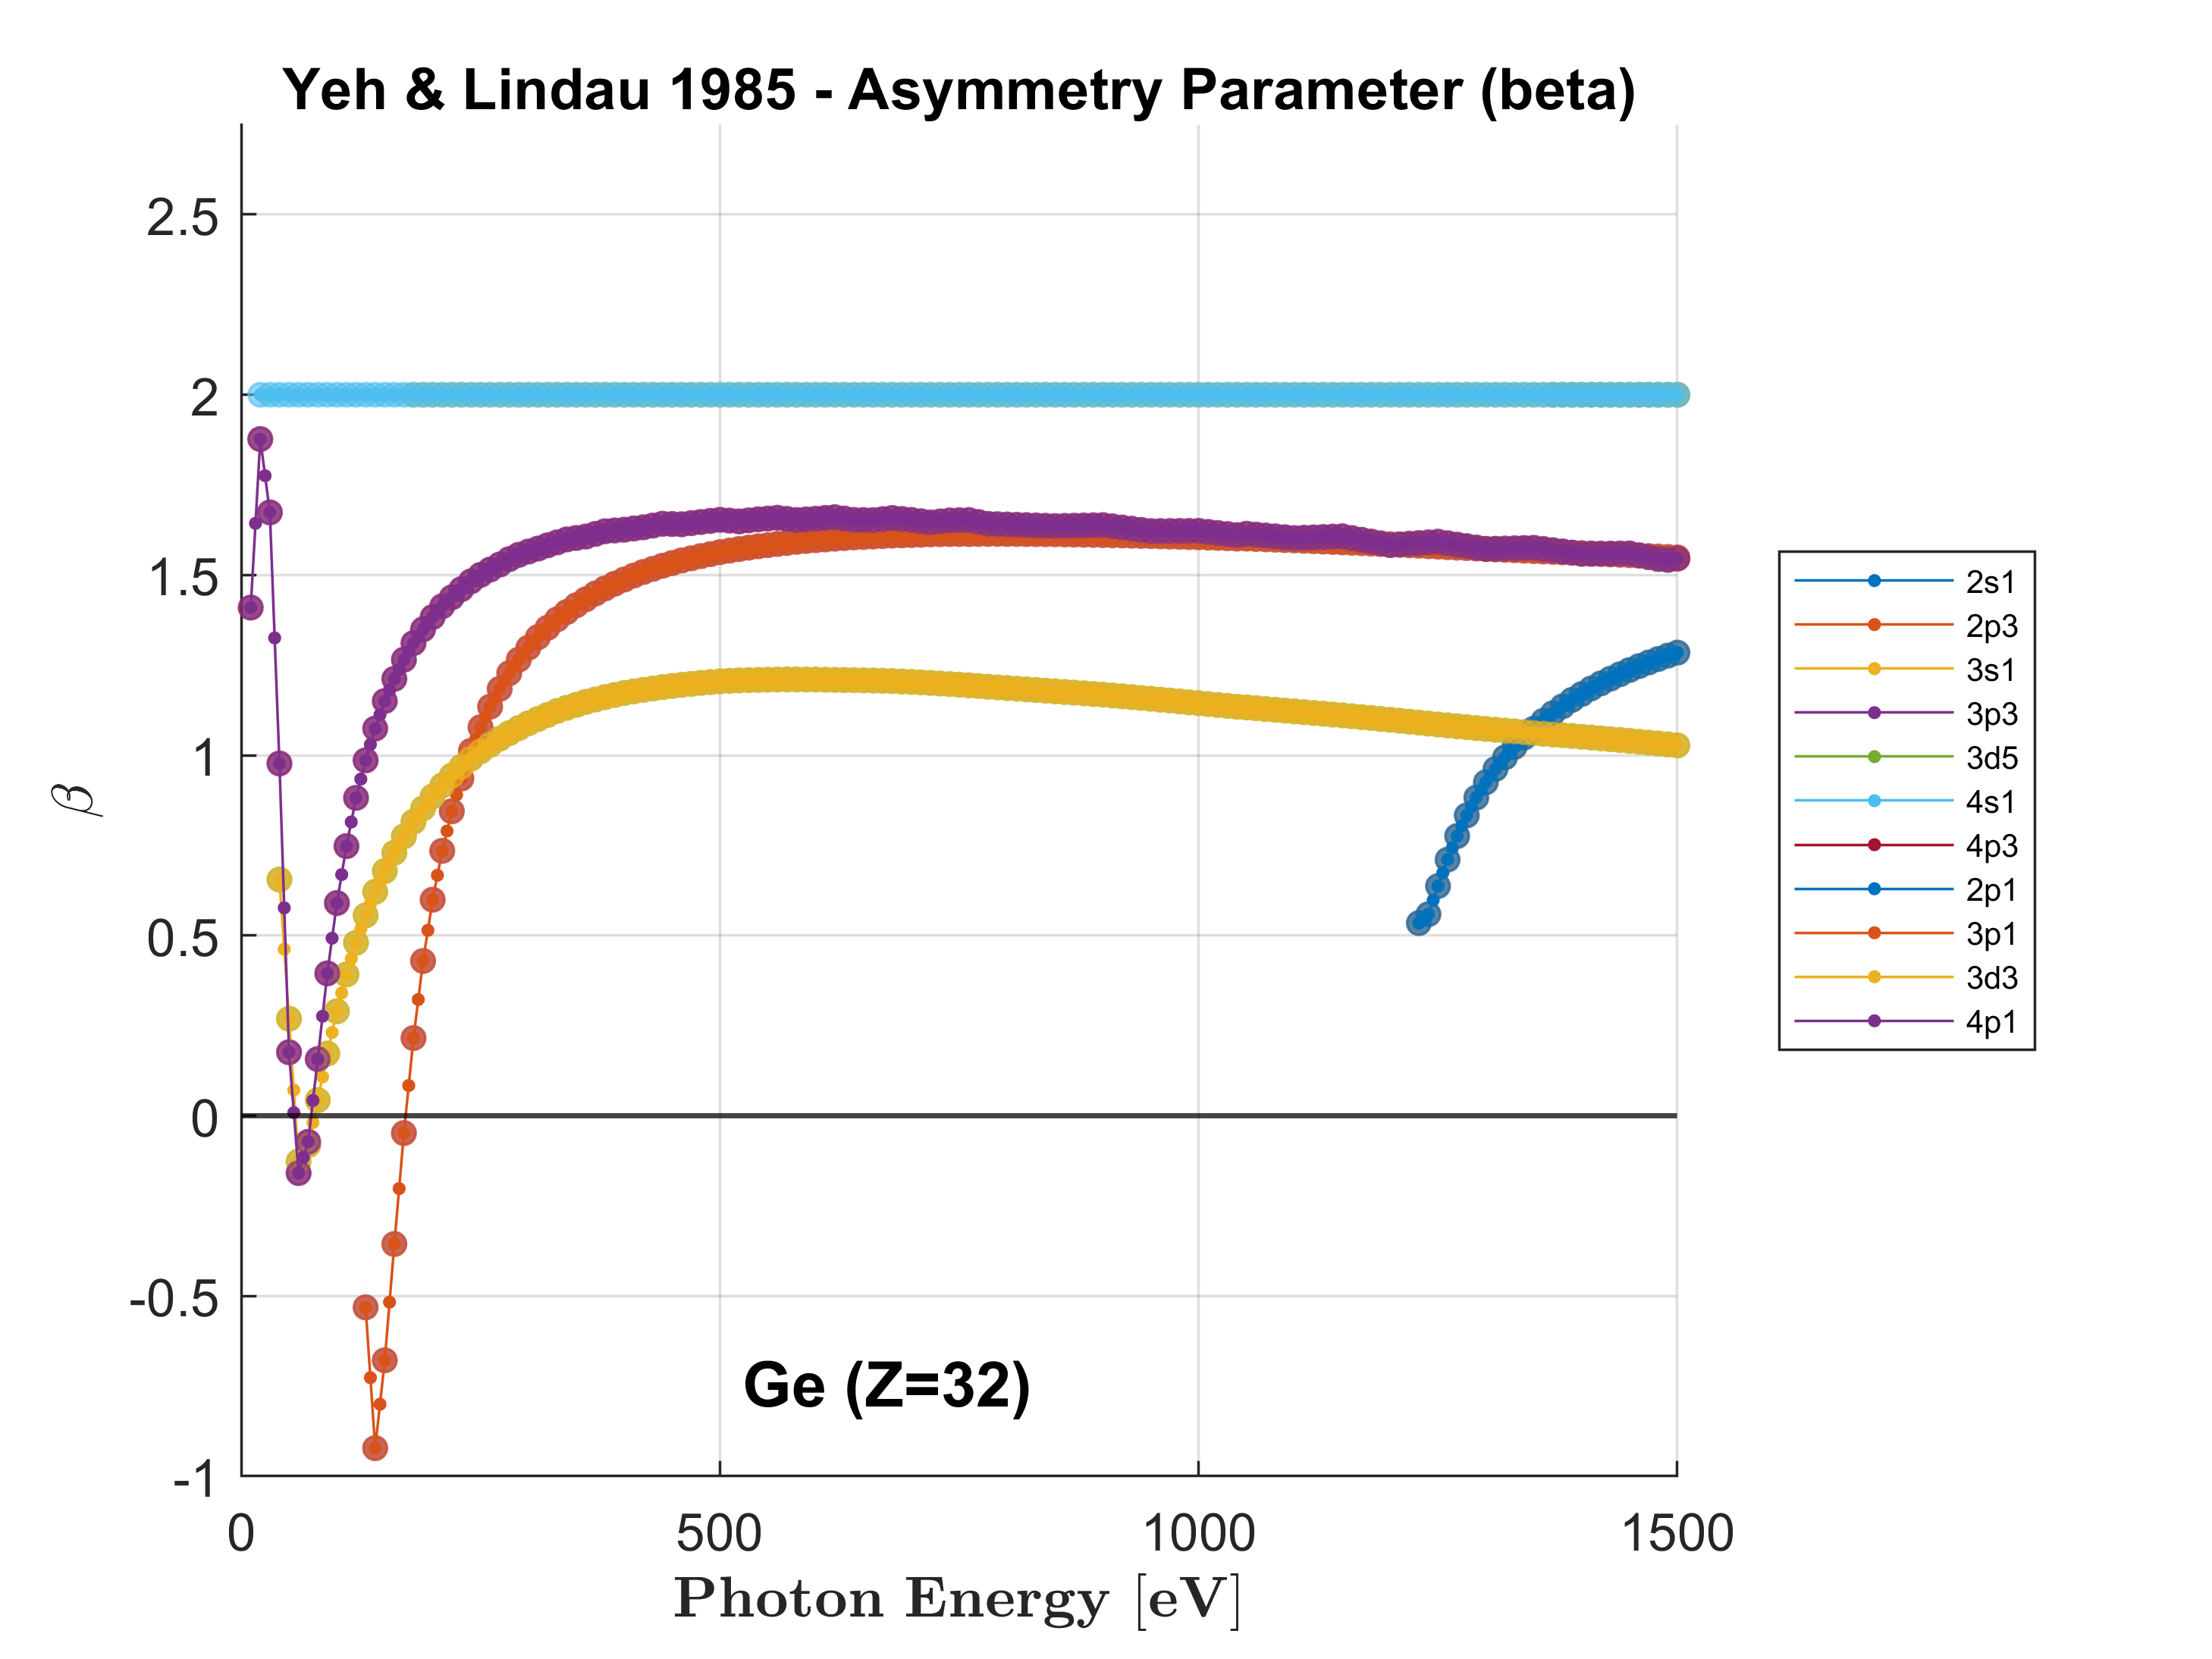 Yeh & Lindau 1985 - Asymmetry Parameter (beta)
2.5
2
1.5
1
0.5
0
-0.5
-1
β
0 500 1000 1500
Photon Energy [eV]
Ge (Z=32)
2s1
2p3
3s1
3p3
3d5
4s1
4p3
2p1
3p1
3d3
4p1